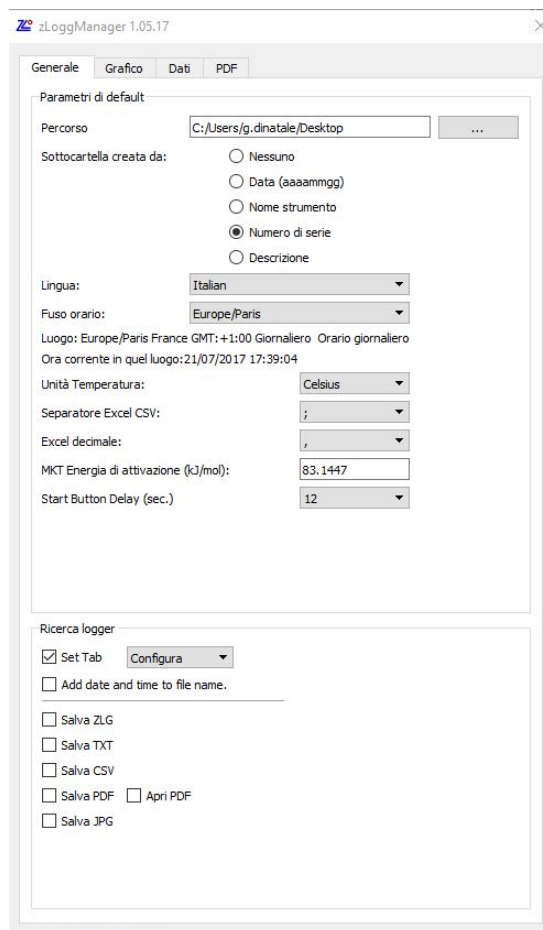 zLoggManager 1.05.17
Generale Grafico Dati PDF
Parametri di default
Percorso C:/Users/g.dinatale/Desktop ...
Sottocartella creata da: Nessuno
Data (aaaammgg)
Nome strumento
Numero di serie
Descrizione
Lingua: Italian
Fuso orario: Europe/Paris
Luogo: Europe/Paris France GMT:+1:00 Giornaliero Orario giornaliero
Ora corrente in quel luogo:21/07/2017 17:39:04
Unità Temperatura: Celsius
Separatore Excel CSV: ;
Excel decimale: ,
MKT Energia di attivazione (kJ/mol): 83.1447
Start Button Delay (sec.) 12
Ricerca logger
Set Tab Configura
Add date and time to file name.
Salva ZLG
Salva TXT
Salva CSV
Salva PDF Apri PDF
Salva JPG